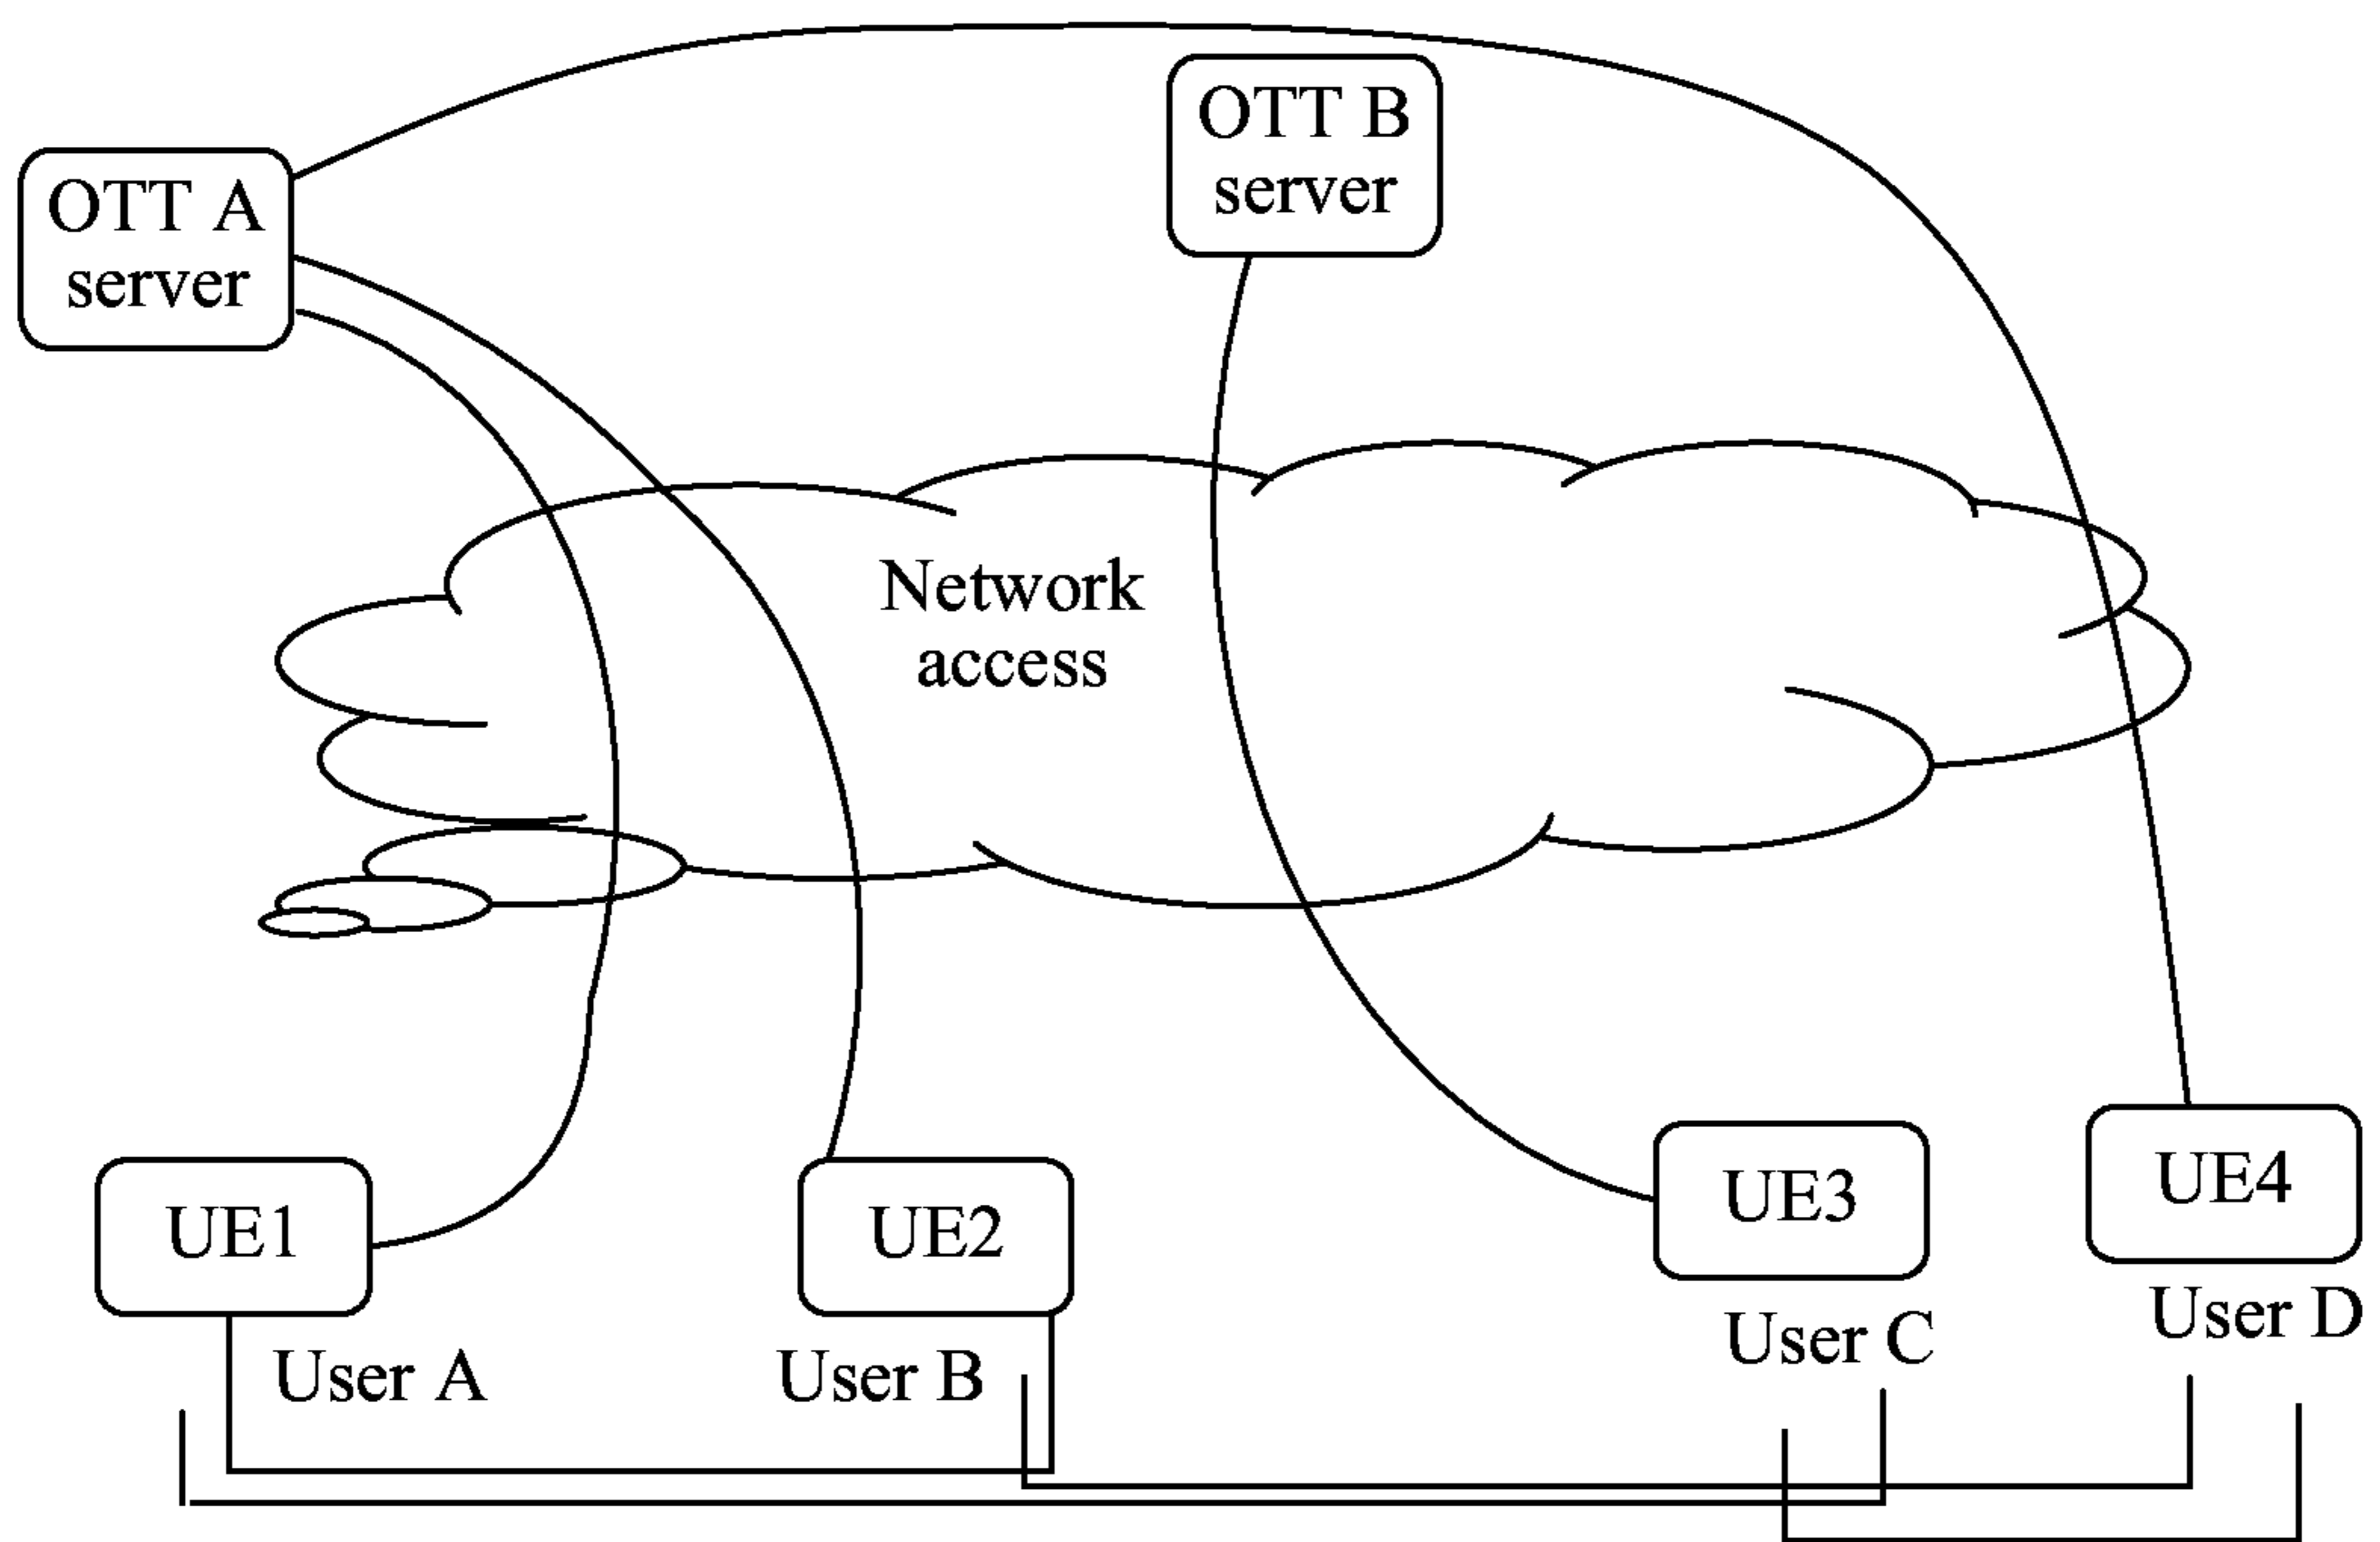 OTT A
server
OTT B
server
Network
access
UE1
User A
UE2
User B
UE3
User C
UE4
User D